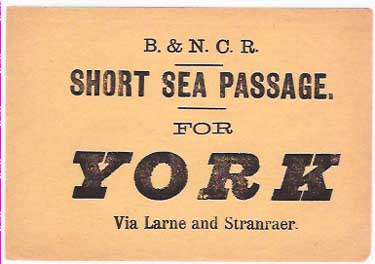 B. & N. C. R.
SHORT SEA PASSAGE.
FOR
YORK
Via Larne and Stranraer.